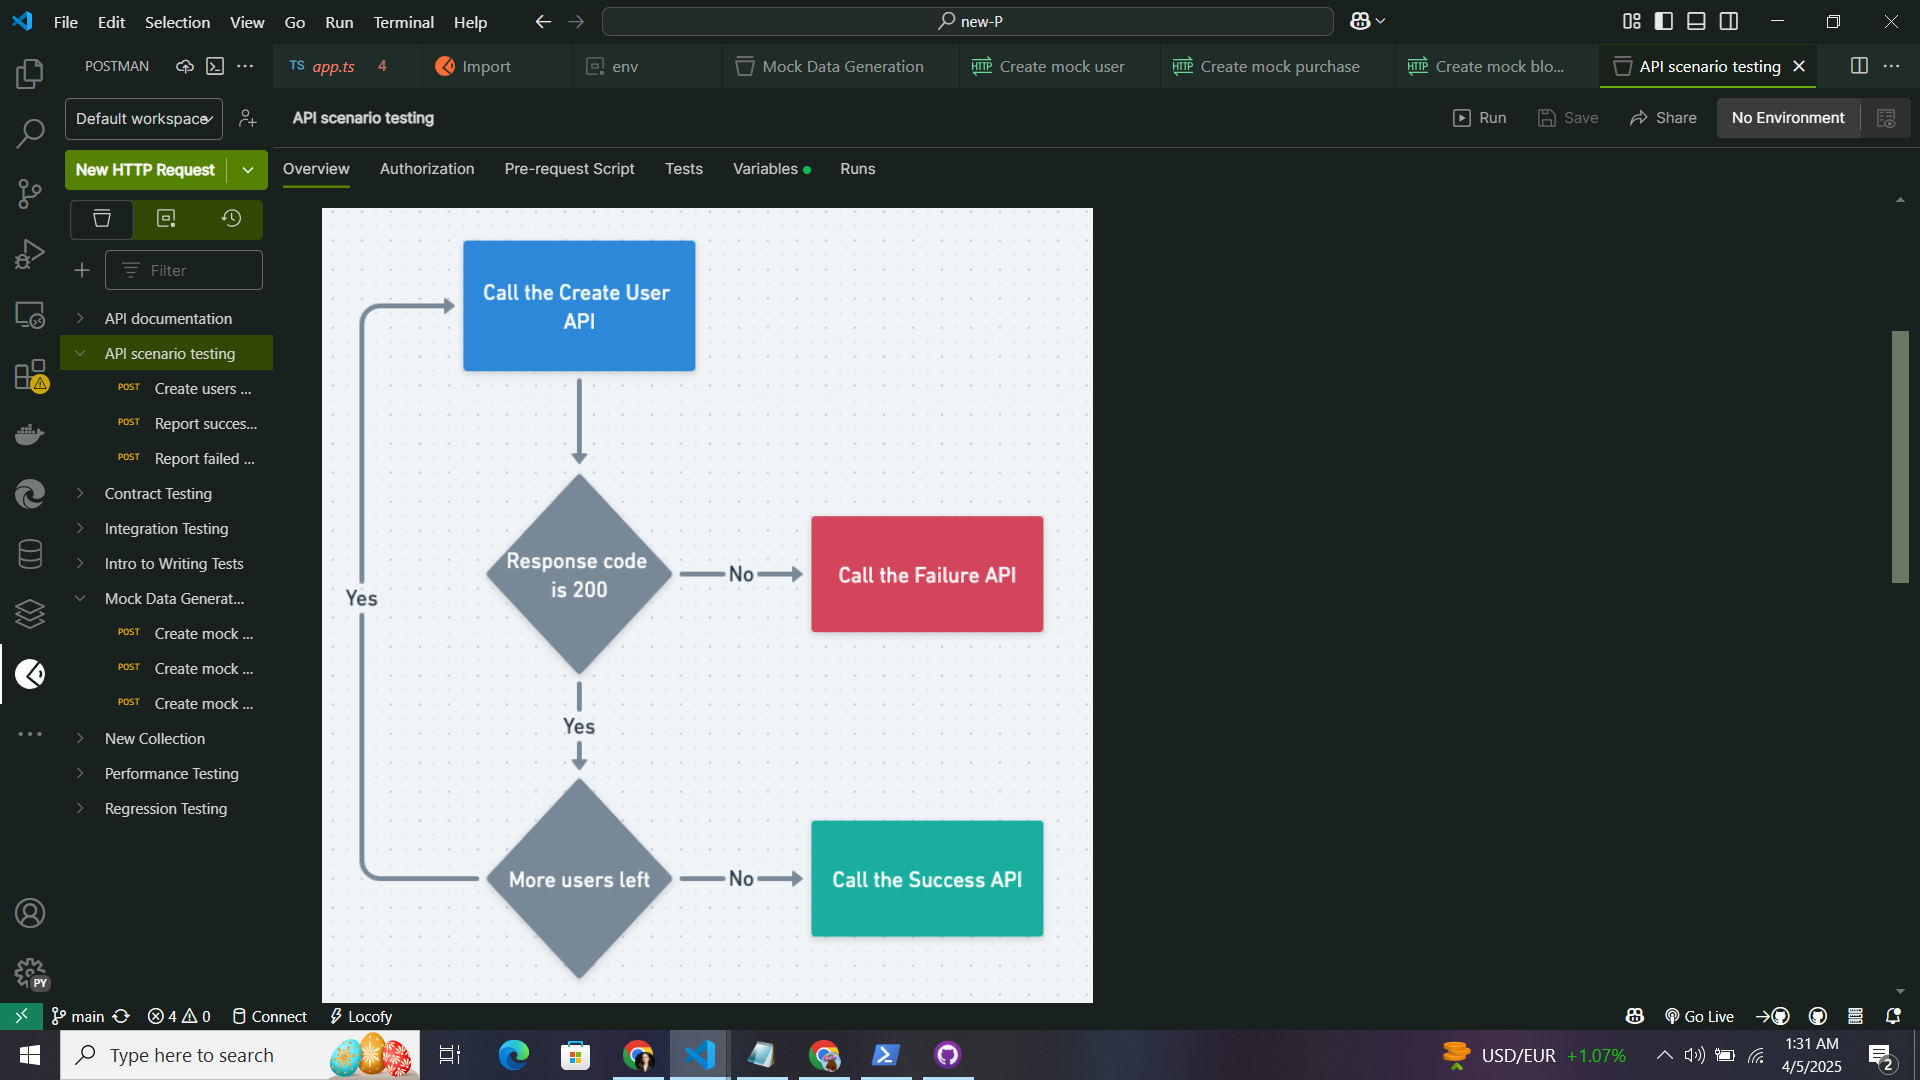 File Edit Selection View Go Run Terminal Help
new-P
POSTMAN
TS app.ts 4
Import
env
Mock Data Generation
HTTP Create mock user
HTTP Create mock purchase
HTTP Create mock blo...
API scenario testing
Default workspace
API scenario testing
Run
Save
Share
No Environment
New HTTP Request
Overview Authorization Pre-request Script Tests Variables Runs
Filter
API documentation
API scenario testing
POST Create users ...
POST Report succes...
POST Report failed ...
Contract Testing
Integration Testing
Intro to Writing Tests
Mock Data Generat...
POST Create mock ...
POST Create mock ...
POST Create mock ...
New Collection
Performance Testing
Regression Testing
Call the Create User
API
Response code
is 200
No
Call the Failure API
Yes
Yes
More users left
No
Call the Success API
PY
main
4 0
Connect
Locofy
Go Live
Type here to search
USD/EUR +1.07%
1:31 AM
4/5/2025
2